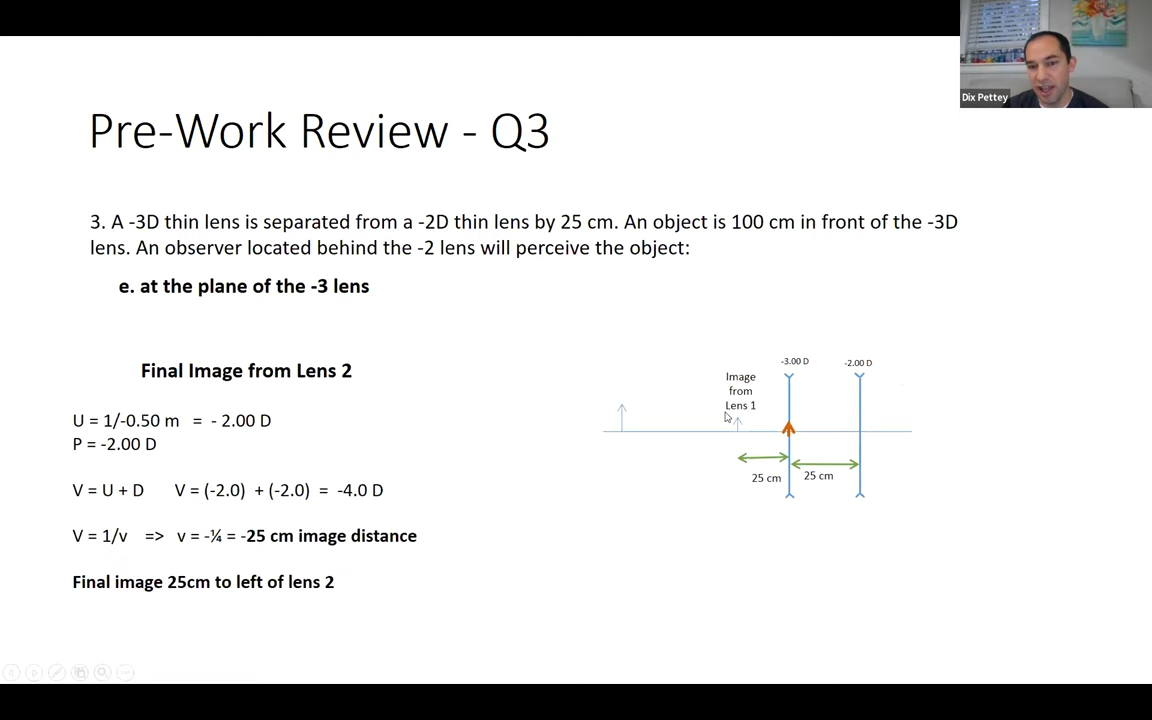 Dix Pettey
Pre-Work Review - Q3
3. A -3D thin lens is separated from a -2D thin lens by 25 cm. An object is 100 cm in front of the -3D
lens. An observer located behind the -2 lens will perceive the object:
e. at the plane of the -3 lens
Final Image from Lens 2
U = 1/-0.50 m = - 2.00 D
P = -2.00 D
V = U + D V = (-2.0) + (-2.0) = -4.0 D
V = 1/v => v = -¼ = -25 cm image distance
Final image 25cm to left of lens 2
-3.00 D
-2.00 D
Image
from
Lens 1
25 cm
25 cm